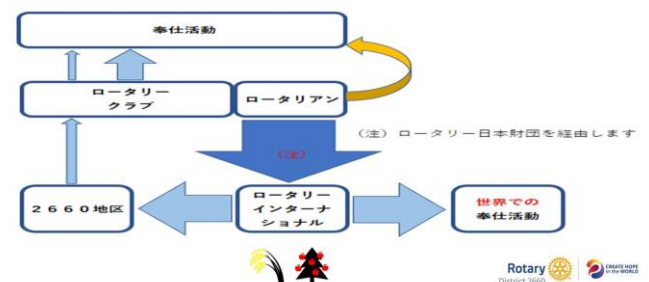 奉仕活動
ロータリー
クラブ
ロータリアン
(注)ロータリー日本財団を経由します
(注)
2660地区
ロータリー
インターナ
ショナル
世界での
奉仕活動
Rotary
District 2660
CREATE HOPE
in the WORLD